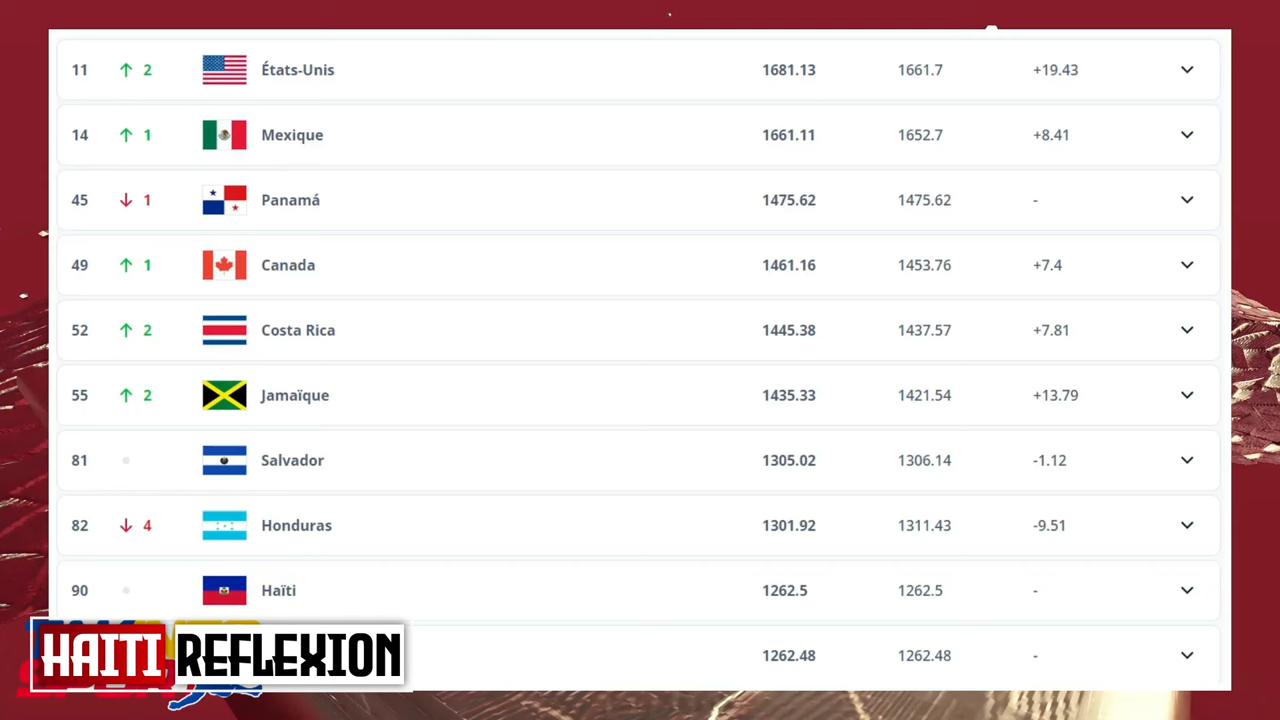 11 2 États-Unis 1681.13 1661.7 +19.43
14 1 Mexique 1661.11 1652.7 +8.41
45 1 Panamá 1475.62 1475.62 -
49 1 Canada 1461.16 1453.76 +7.4
52 2 Costa Rica 1445.38 1437.57 +7.81
55 2 Jamaïque 1435.33 1421.54 +13.79
81 Salvador 1305.02 1306.14 -1.12
82 4 Honduras 1301.92 1311.43 -9.51
90 Haïti 1262.5 1262.5 -
HAITI REFLEXION 1262.48 1262.48 -